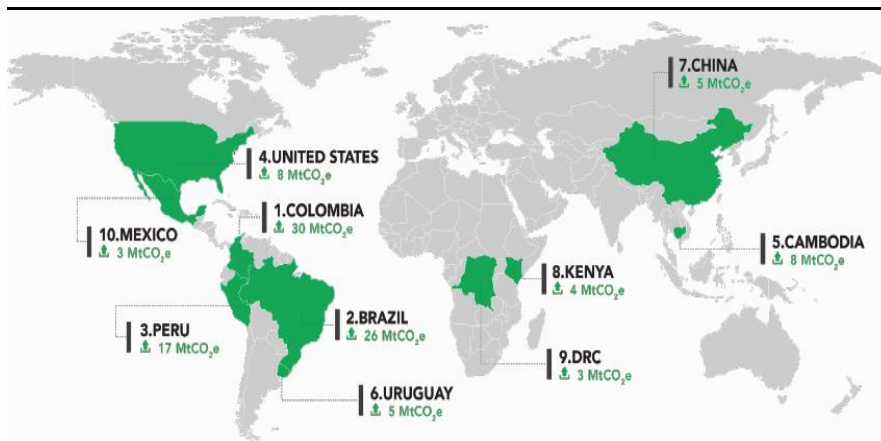 7.CHINA
5 MtCO₂e
4.UNITED STATES
8 MtCO₂e
1.COLOMBIA
30 MtCO₂e
10.MEXICO
3 MtCO₂e
5.CAMBODIA
8 MtCO₂e
8.KENYA
4 MtCO₂e
2.BRAZIL
26 MtCO₂e
3.PERU
17 MtCO₂e
9.DRC
3 MtCO₂e
6.URUGUAY
5 MtCO₂e